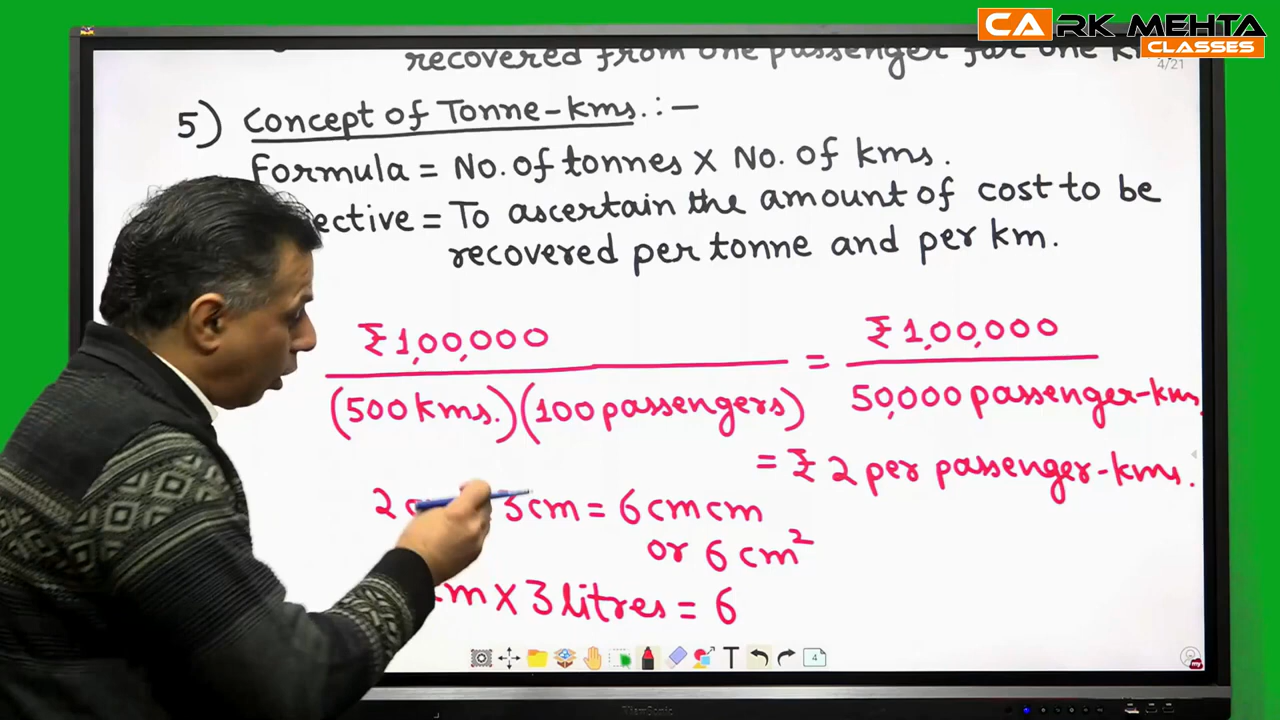 CA RK MEHTA
CLASSES
recovered from one passenger for one k
4/21
5) Concept of Tonne-kms.:-
Formula = No. of tonnes X No. of kms.
ective = To ascertain the amount of cost to be
recovered per tonne and per km.
₹1,00,000 = ₹1,00,000
(500 kms.)(100 passengers) 50,000 passenger-km
= ₹ 2 per passenger-kms.
2 3cm = 6 cm cm
or 6 cm²
m X 3 litres = 6
T 4
ViewSonic